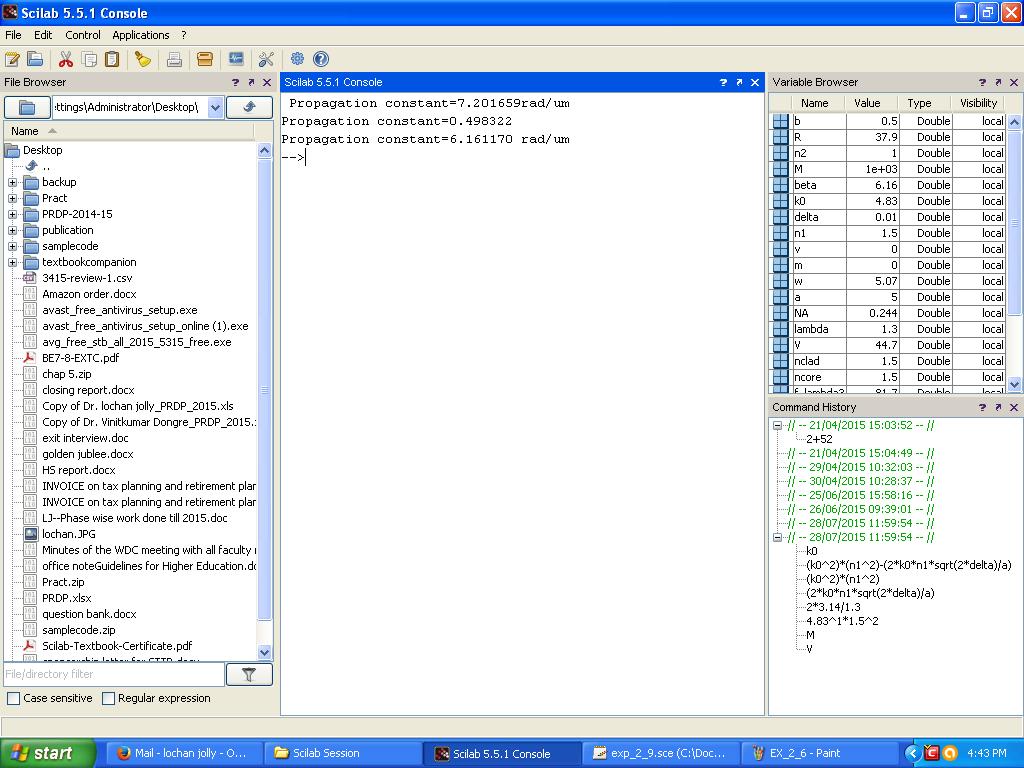 Scilab 5.5.1 Console
File Edit Control Applications ?
File Browser ? ↗ ×
:ttings\Administrator\Desktop\
Name
Desktop
..
backup
Pract
PRDP-2014-15
publication
samplecode
textbookcompanion
3415-review-1.csv
Amazon order.docx
avast_free_antivirus_setup.exe
avast_free_antivirus_setup_online (1).exe
avg_free_stb_all_2015_5315_free.exe
BE7-8-EXTC.pdf
chap 5.zip
closing report.docx
Copy of Dr. lochan jolly_PRDP_2015.xls
Copy of Dr. Vinitkumar Dongre_PRDP_2015.:
exit interview.doc
golden jublee.docx
HS report.docx
INVOICE on tax planning and retirement plar
INVOICE on tax planning and retirement plar
LJ--Phase wise work done till 2015.doc
lochan.JPG
Minutes of the WDC meeting with all faculty
office noteGuidelines for Higher Education.do
Pract.zip
PRDP.xlsx
question bank.docx
samplecode.zip
Scilab-Textbook-Certificate.pdf
File/directory filter
Case sensitive Regular expression
Scilab 5.5.1 Console ? ↗ ×
Propagation constant=7.201659rad/um
Propagation constant=0.498322
Propagation constant=6.161170 rad/um
-->
Variable Browser ? ↗ ×
Name Value Type Visibility
b 0.5 Double local
R 37.9 Double local
n2 1 Double local
M 1e+03 Double local
beta 6.16 Double local
k0 4.83 Double local
delta 0.01 Double local
n1 1.5 Double local
v 0 Double local
m 0 Double local
w 5.07 Double local
a 5 Double local
NA 0.244 Double local
lambda 1.3 Double local
V 44.7 Double local
nclad 1.5 Double local
ncore 1.5 Double local
f_lambda3 81.7 Double local
Command History ? ↗ ×
// -- 21/04/2015 15:03:52 -- //
2+52
// -- 21/04/2015 15:04:49 -- //
// -- 29/04/2015 10:32:03 -- //
// -- 30/04/2015 10:28:37 -- //
// -- 25/06/2015 15:58:16 -- //
// -- 26/06/2015 09:39:01 -- //
// -- 28/07/2015 11:59:54 -- //
// -- 28/07/2015 11:59:54 -- //
k0
(k0^2)*(n1^2)-(2*k0*n1*sqrt(2*delta)/a)
(k0^2)*(n1^2)
(2*k0*n1*sqrt(2*delta)/a)
2*3.14/1.3
4.83^1*1.5^2
M
V
start
Mail - lochan jolly - O...
Scilab Session
Scilab 5.5.1 Console
exp_2_9.sce (C:\Doc...
EX_2_6 - Paint
4:43 PM